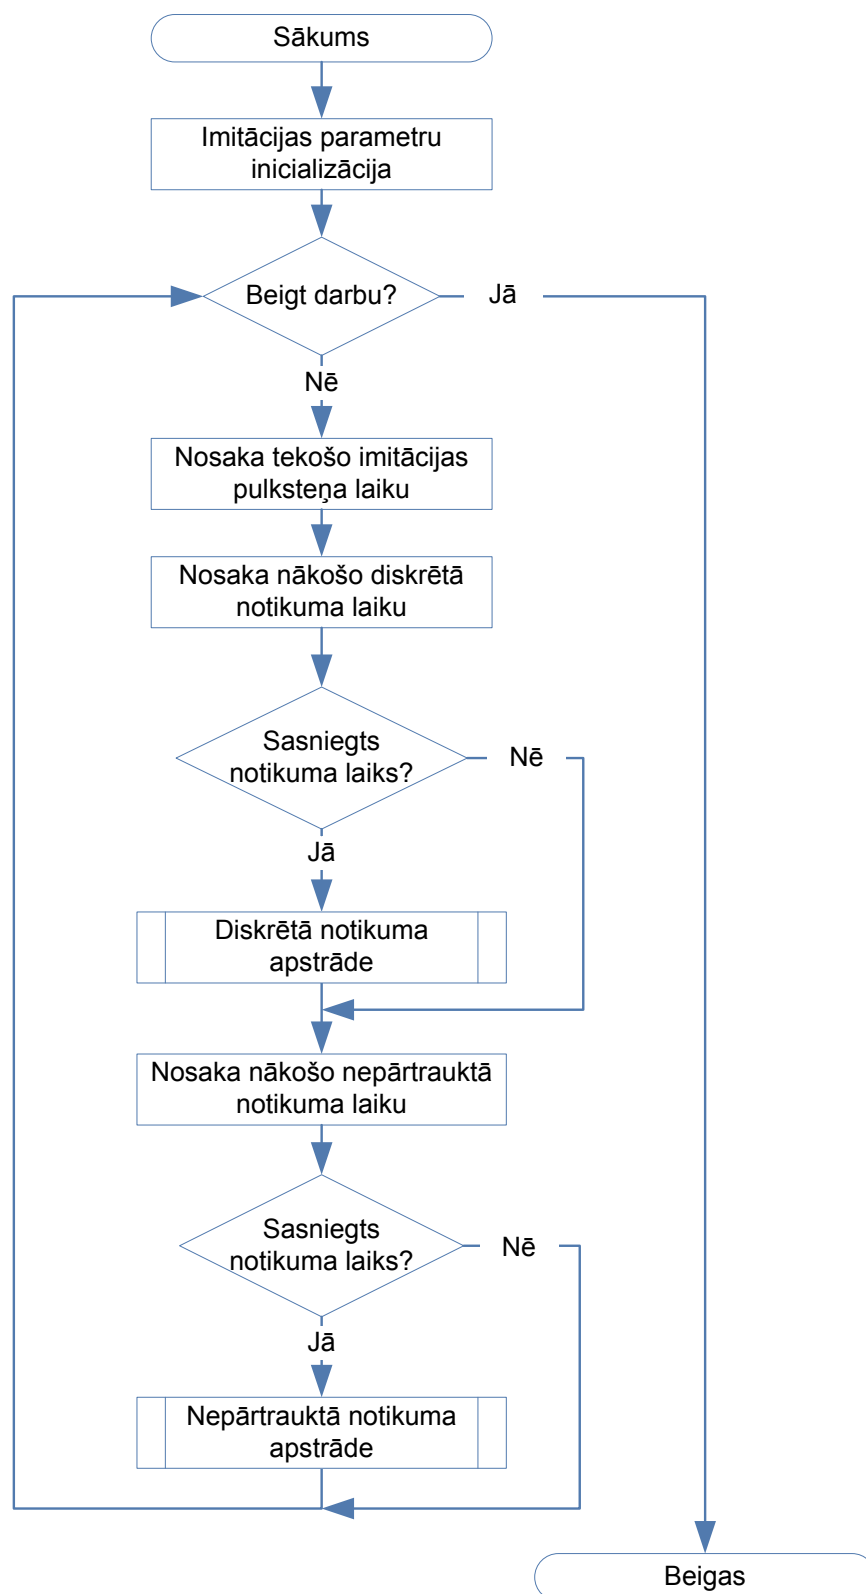 Sākums
Imitācijas parametru
inicializācija
Beigt darbu?
Jā
Nē
Nosaka tekošo imitācijas
pulksteņa laiku
Nosaka nākošo diskrētā
notikuma laiku
Sasniegts
notikuma laiks?
Nē
Jā
Diskrētā notikuma
apstrāde
Nosaka nākošo nepārtrauktā
notikuma laiku
Sasniegts
notikuma laiks?
Nē
Jā
Nepārtrauktā notikuma
apstrāde
Beigas